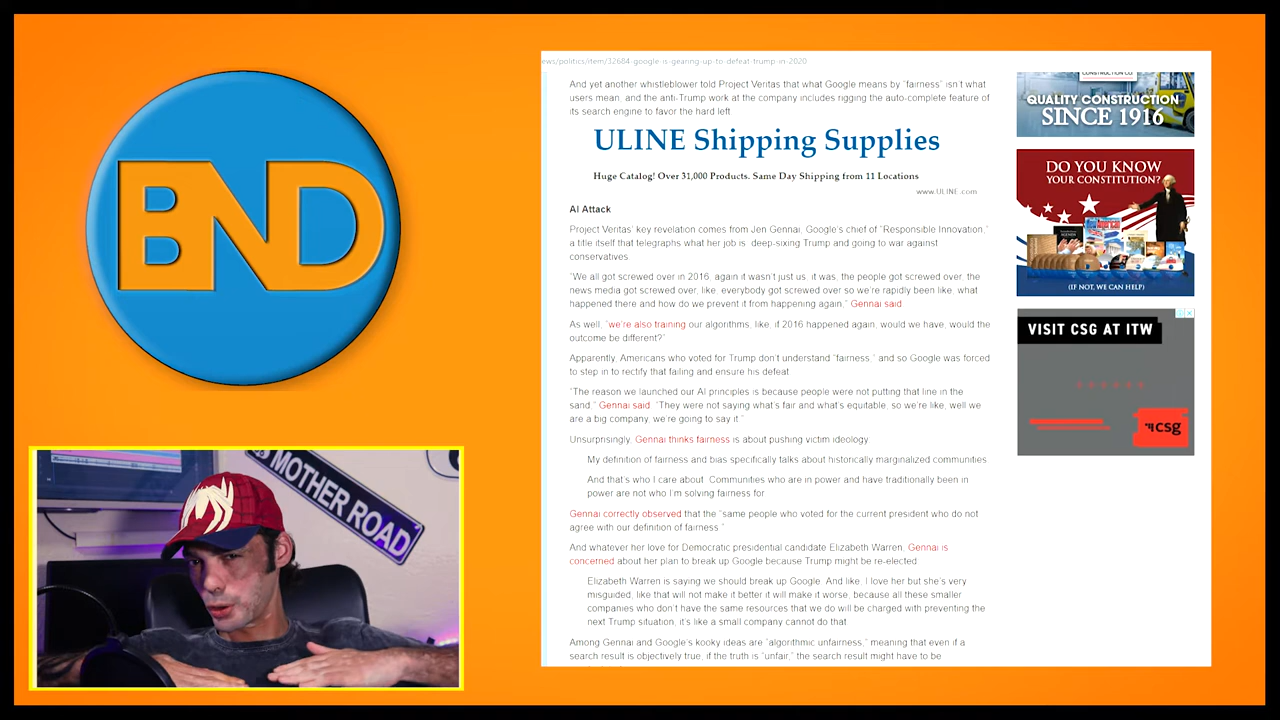 BND
MOTHER ROAD
ews/politics/item/32684-google-is-gearing-up-to-defeat-trump-in-2020
And yet another whistleblower told Project Veritas that what Google means by "fairness" isn't what
users mean, and the anti-Trump work at the company includes rigging the auto-complete feature of
its search engine to favor the hard left
ULINE Shipping Supplies
Huge Catalog! Over 31,000 Products. Same Day Shipping from 11 Locations
www.ULINE.com
AI Attack
Project Veritas' key revelation comes from Jen Gennai, Google's chief of "Responsible Innovation,"
a title itself that telegraphs what her job is deep-sixing Trump and going to war against
conservatives.
"We all got screwed over in 2016, again it wasn't just us, it was, the people got screwed over, the
news media got screwed over, like, everybody got screwed over so we're rapidly been like, what
happened there and how do we prevent it from happening again," Gennai said.
As well, "we're also training our algorithms, like, if 2016 happened again, would we have, would the
outcome be different?"
Apparently, Americans who voted for Trump don't understand "fairness," and so Google was forced
to step in to rectify that failing and ensure his defeat
"The reason we launched our AI principles is because people were not putting that line in the
sand," Gennai said. "They were not saying what's fair and what's equitable, so we're like, well we
are a big company, we're going to say it."
Unsurprisingly, Gennai thinks fairness is about pushing victim ideology
My definition of fairness and bias specifically talks about historically marginalized communities
And that's who I care about Communities who are in power and have traditionally been in
power are not who I'm solving fairness for
Gennai correctly observed that the "same people who voted for the current president who do not
agree with our definition of fairness."
And whatever her love for Democratic presidential candidate Elizabeth Warren, Gennai is
concerned about her plan to break up Google because Trump might be re-elected
Elizabeth Warren is saying we should break up Google And like, I love her but she's very
misguided, like that will not make it better it will make it worse, because all these smaller
companies who don't have the same resources that we do will be charged with preventing the
next Trump situation, it's like a small company cannot do that
Among Gennai and Google's kooky ideas are "algorithmic unfairness," meaning that even if a
search result is objectively true, if the truth is "unfair," the search result might have to be
CONSTRUCTION CO
QUALITY CONSTRUCTION
SINCE 1916
DO YOU KNOW
YOUR CONSTITUTION?
(IF NOT, WE CAN HELP)
VISIT CSG AT ITW
csg